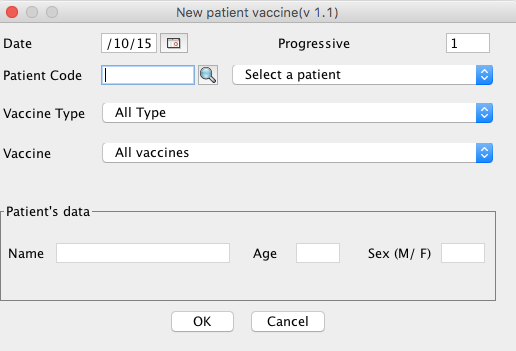 New patient vaccine(v 1.1)
Date /10/15 Progressive 1
Patient Code Select a patient
Vaccine Type All Type
Vaccine All vaccines
Patient's data
Name Age Sex (M/ F)
OK Cancel